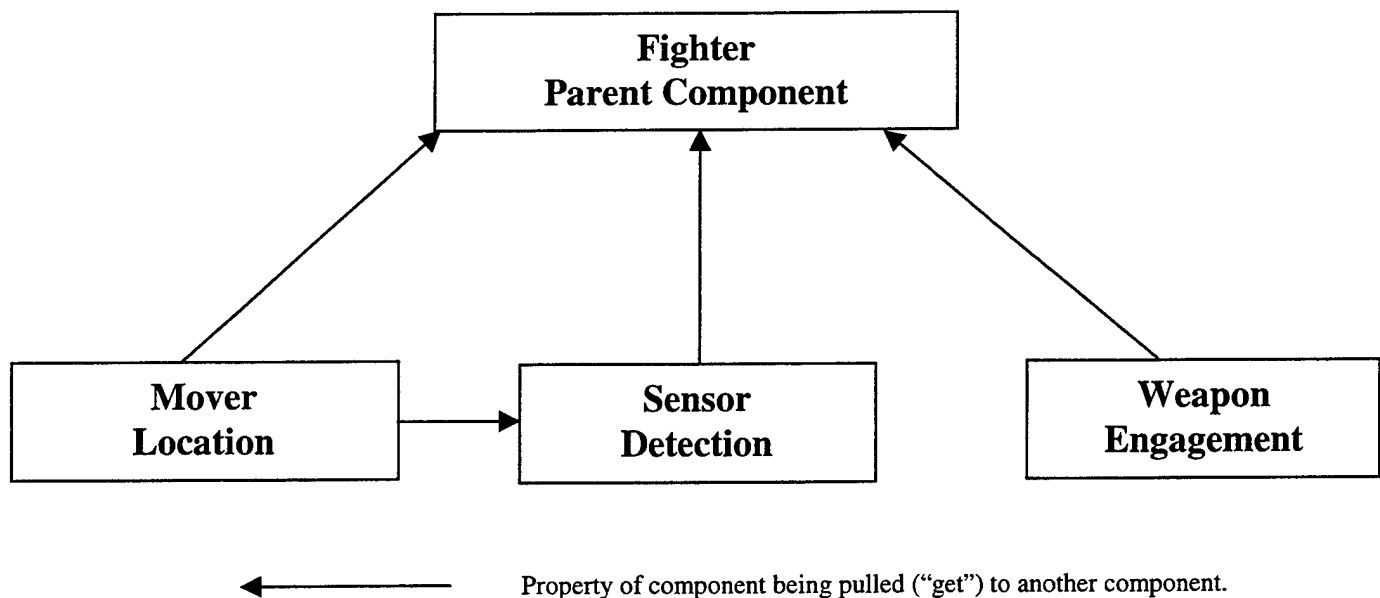 Fighter
Parent Component
Mover
Location
Sensor
Detection
Weapon
Engagement
Property of component being pulled (“get”) to another component.